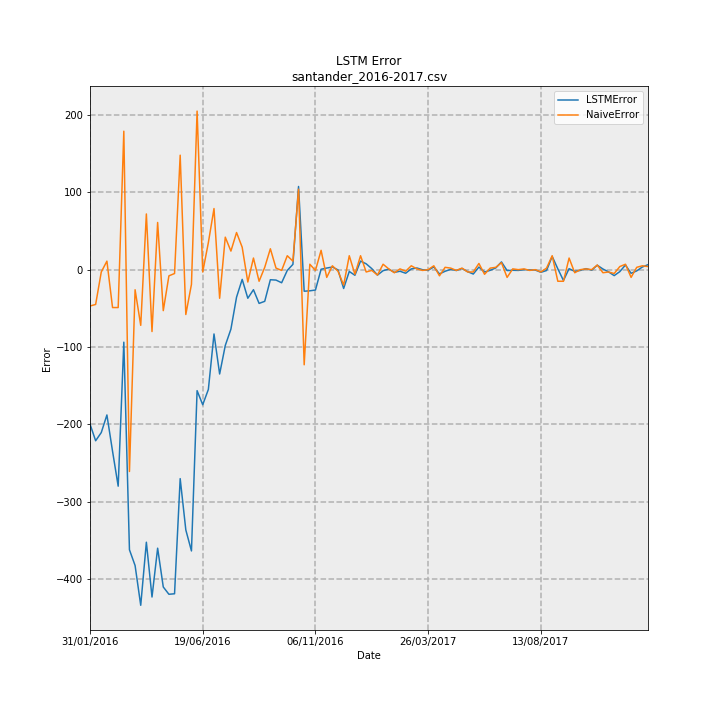 LSTM Error
santander_2016-2017.csv
LSTMError
NaiveError
200
100
0
−100
−200
−300
−400
Error
31/01/2016 19/06/2016 06/11/2016 26/03/2017 13/08/2017
Date